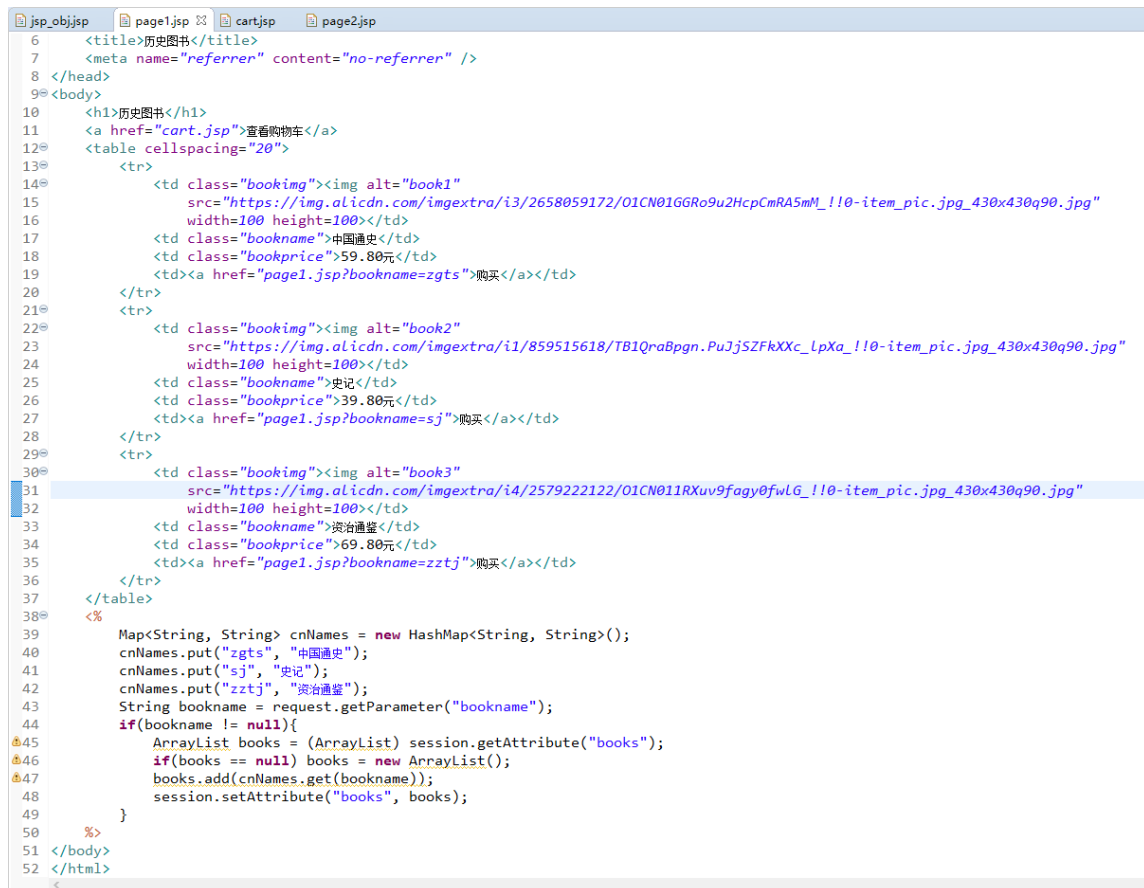 jsp_obj.jsp page1.jsp cart.jsp page2.jsp
6 <title>历史图书</title>
7 <meta name="referrer" content="no-referrer" />
8 </head>
9 <body>
10 <h1>历史图书</h1>
11 <a href="cart.jsp">查看购物车</a>
12 <table cellspacing="20">
13 <tr>
14 <td class="bookimg"><img alt="book1"
15 src="https://img.alicdn.com/imgextra/i3/2658059172/O1CN01GGRo9u2HcpCmRA5mM_!!0-item_pic.jpg_430x430q90.jpg"
16 width=100 height=100></td>
17 <td class="bookname">中国通史</td>
18 <td class="bookprice">59.80元</td>
19 <td><a href="page1.jsp?bookname=zgts">购买</a></td>
20 </tr>
21 <tr>
22 <td class="bookimg"><img alt="book2"
23 src="https://img.alicdn.com/imgextra/i1/859515618/TB1QraBpgn.PuJjSZFkXXc_lpXa_!!0-item_pic.jpg_430x430q90.jpg"
24 width=100 height=100></td>
25 <td class="bookname">史记</td>
26 <td class="bookprice">39.80元</td>
27 <td><a href="page1.jsp?bookname=sj">购买</a></td>
28 </tr>
29 <tr>
30 <td class="bookimg"><img alt="book3"
31 src="https://img.alicdn.com/imgextra/i4/2579222122/O1CN011RXuv9fagy0fwlG_!!0-item_pic.jpg_430x430q90.jpg"
32 width=100 height=100></td>
33 <td class="bookname">资治通鉴</td>
34 <td class="bookprice">69.80元</td>
35 <td><a href="page1.jsp?bookname=zztj">购买</a></td>
36 </tr>
37 </table>
38 <%
39 Map<String, String> cnNames = new HashMap<String, String>();
40 cnNames.put("zgts", "中国通史");
41 cnNames.put("sj", "史记");
42 cnNames.put("zztj", "资治通鉴");
43 String bookname = request.getParameter("bookname");
44 if(bookname != null){
45 ArrayList books = (ArrayList) session.getAttribute("books");
46 if(books == null) books = new ArrayList();
47 books.add(cnNames.get(bookname));
48 session.setAttribute("books", books);
49 }
50 %>
51 </body>
52 </html>